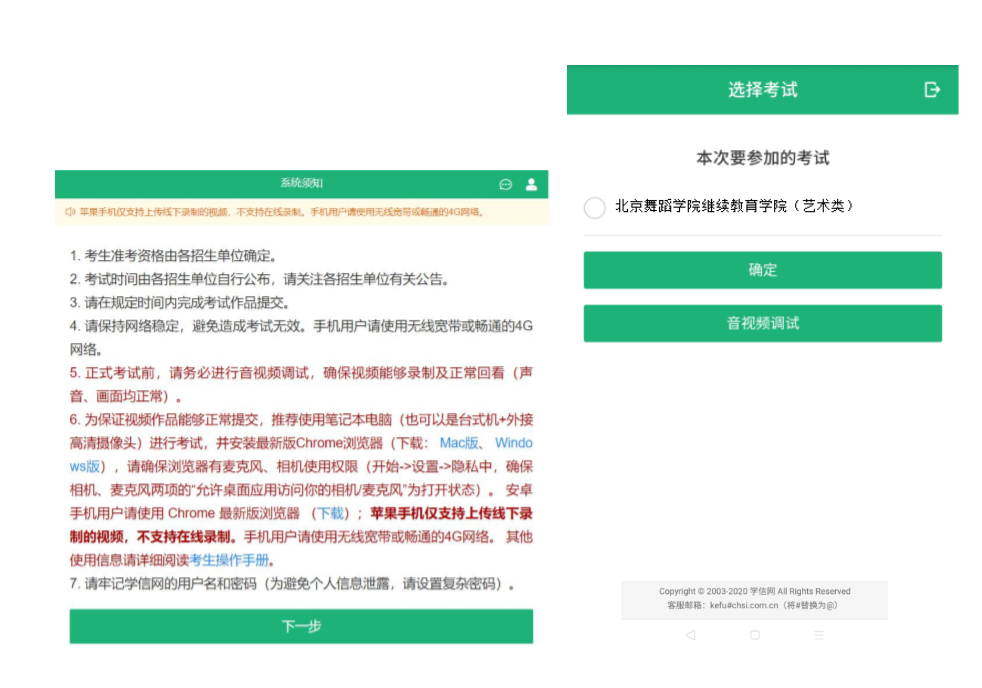 系统须知
苹果手机仅支持上传线下录制的视频，不支持在线录制。手机用户请使用无线宽带或畅通的4G网络。
1. 考生准考资格由各招生单位确定。
2. 考试时间由各招生单位自行公布，请关注各招生单位有关公告。
3. 请在规定时间内完成考试作品提交。
4. 请保持网络稳定，避免造成考试无效。手机用户请使用无线宽带或畅通的4G
网络。
5. 正式考试前，请务必进行音视频调试，确保视频能够录制及正常回看（声
音、画面均正常）。
6. 为保证视频作品能够正常提交，推荐使用笔记本电脑（也可以是台式机+外接
高清摄像头）进行考试，并安装最新版Chrome浏览器（下载： Mac版、 Windo
ws版），请确保浏览器有麦克风、相机使用权限（开始->设置->隐私中，确保
相机、麦克风两项的“允许桌面应用访问你的相机/麦克风”为打开状态）。 安卓
手机用户请使用 Chrome 最新版浏览器 （下载）；苹果手机仅支持上传线下录
制的视频，不支持在线录制。手机用户请使用无线宽带或畅通的4G网络。 其他
使用信息请详细阅读考生操作手册。
7. 请牢记学信网的用户名和密码（为避免个人信息泄露，请设置复杂密码）。
下一步
选择考试
本次要参加的考试
北京舞蹈学院继续教育学院（艺术类）
确定
音视频调试
Copyright © 2003-2020 学信网 All Rights Reserved
客服邮箱：kefu#chsi.com.cn（将#替换为@）